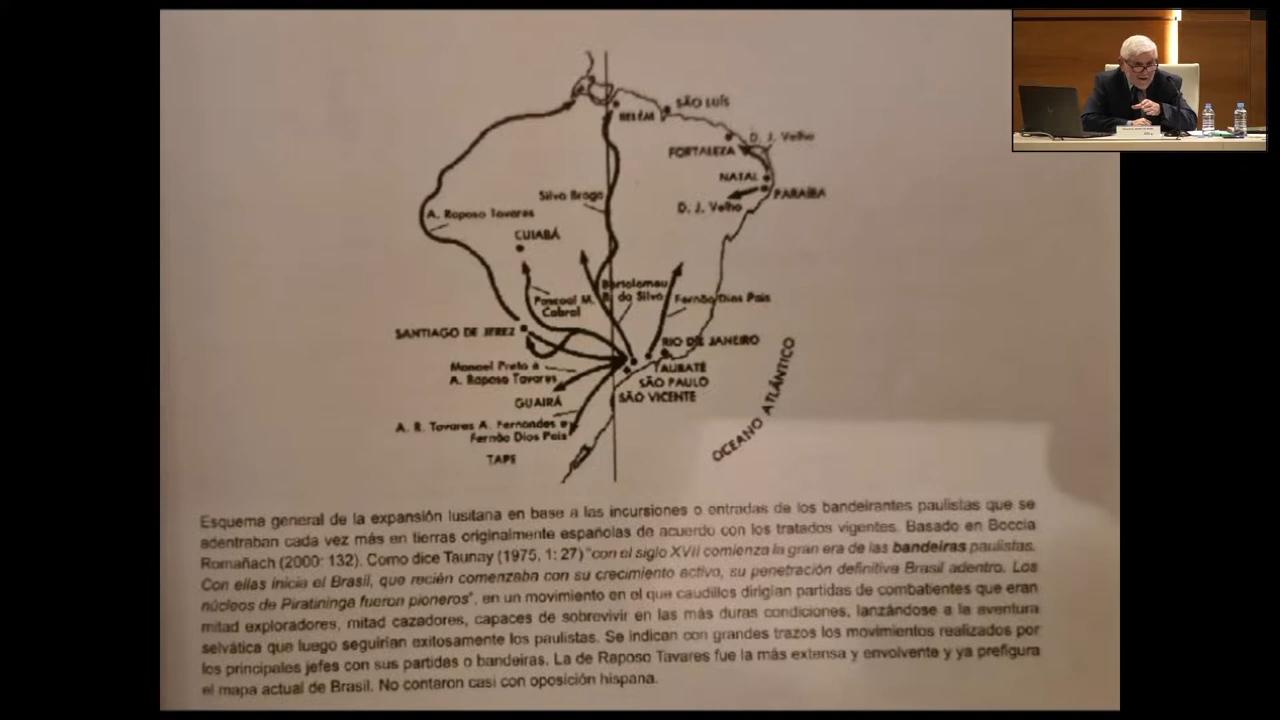 SÃO LUÍS
BELÉM
D. J. Velho
FORTALEZA
NATAL
PARAÍBA
Silva Braga
D. J. Velho
A. Raposo Tavares
CUIABÁ
Bartolomeu
B. da Silva
Pascoal M.
Cabral
Fernão Dias Pais
SANTIAGO DE JEREZ
RIO DE JANEIRO
Manoel Preto e
A. Raposo Tavares
TAUBATÉ
SÃO PAULO
SÃO VICENTE
GUAIRÁ
A. R. Tavares A. Fernandes e
Fernão Dias Pais
TAPE
OCEANO ATLÂNTICO
Esquema general de la expansión lusitana en base a las incursiones o entradas de los bandeirantes paulistas que se
adentraban cada vez más en tierras originalmente españolas de acuerdo con los tratados vigentes. Basado en Boccia
Romañach (2000: 132). Como dice Taunay (1975, 1: 27) "con el siglo XVII comienza la gran era de las bandeiras paulistas.
Con ellas inicia el Brasil, que recién comenzaba con su crecimiento activo, su penetración definitiva Brasil adentro. Los
núcleos de Piratininga fueron pioneros", en un movimiento en el que caudillos dirigían partidas de combatientes que eran
mitad exploradores, mitad cazadores, capaces de sobrevivir en las más duras condiciones, lanzándose a la aventura
selvática que luego seguirían exitosamente los paulistas. Se indican con grandes trazos los movimientos realizados por
los principales jefes con sus partidas o bandeiras. La de Raposo Tavares fue la más extensa y envolvente y ya prefigura
el mapa actual de Brasil. No contaron casi con oposición hispana.